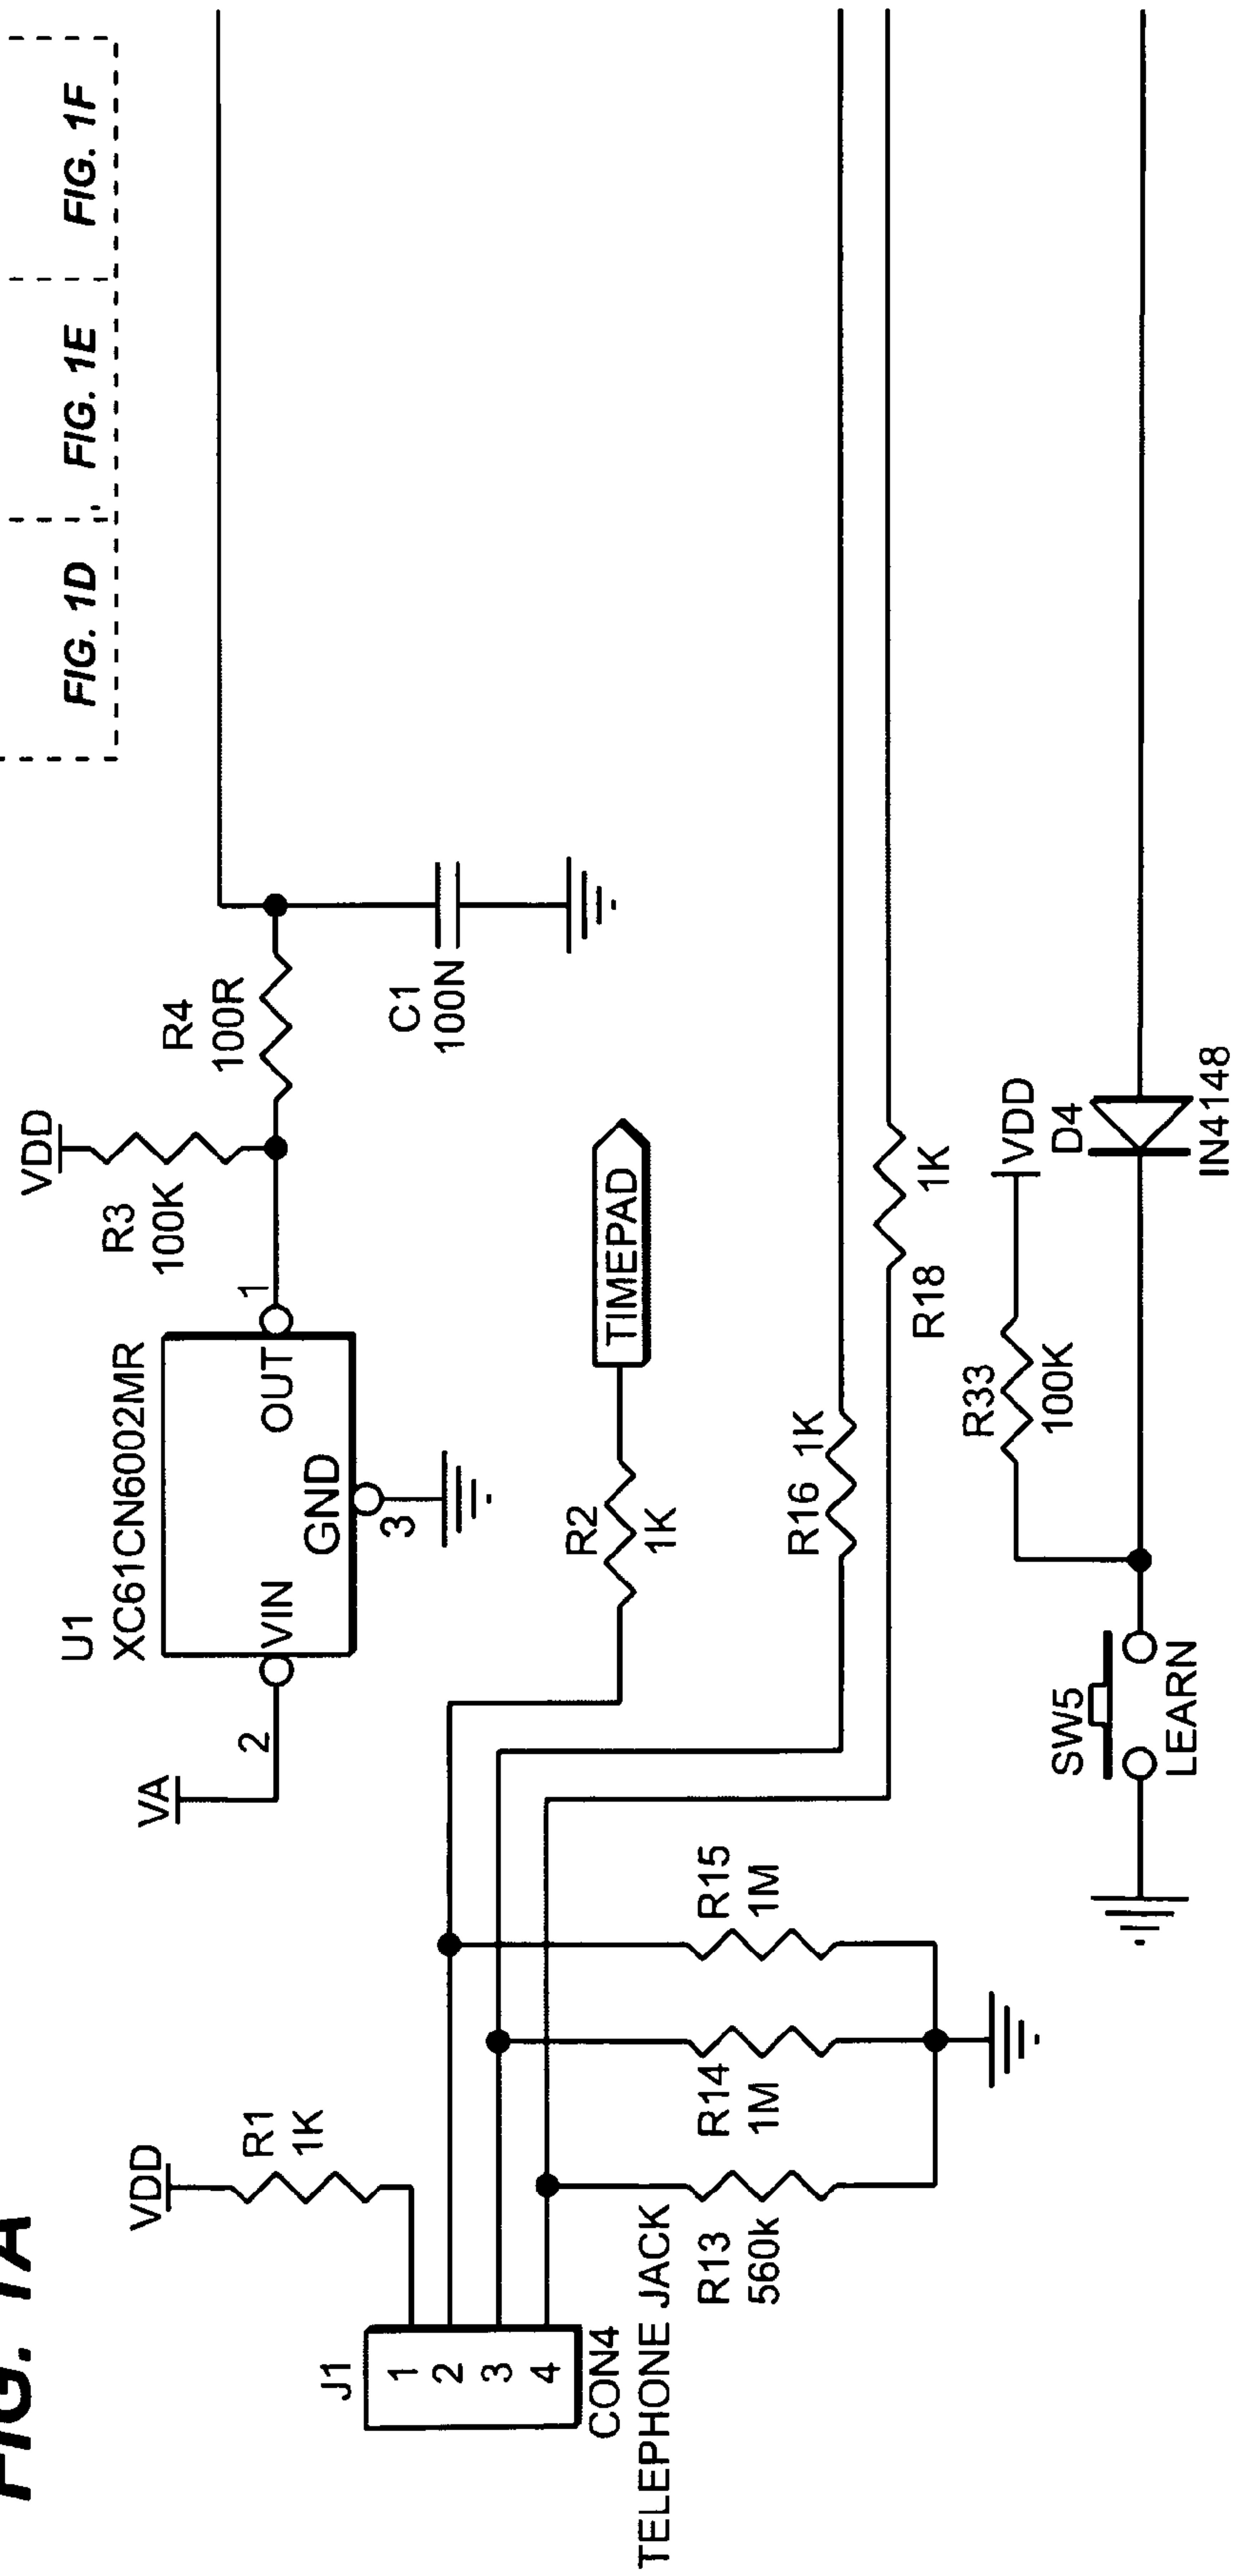 FIG. 1A
FIG. 1D
FIG. 1E
FIG. 1F
VDD
R1
1K
J1
1
2
3
4
CON4
TELEPHONE JACK
R13
560k
R14
1M
R15
1M
VA
2
U1
XC61CN6002MR
VIN
OUT
GND
3
1
VDD
R3
100K
R4
100R
C1
100N
R2
1K
TIMEPAD
R16 1K
R18
1K
SW5
LEARN
R33
100K
VDD
D4
IN4148